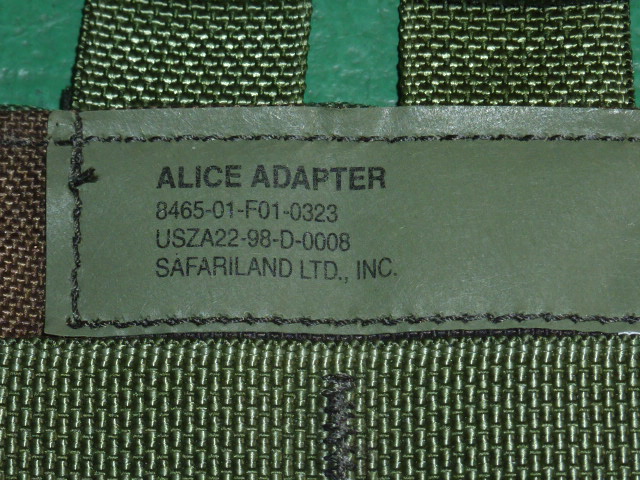 ALICE ADAPTER
8465-01-F01-0323
USZA22-98-D-0008
SAFARILAND LTD., INC.